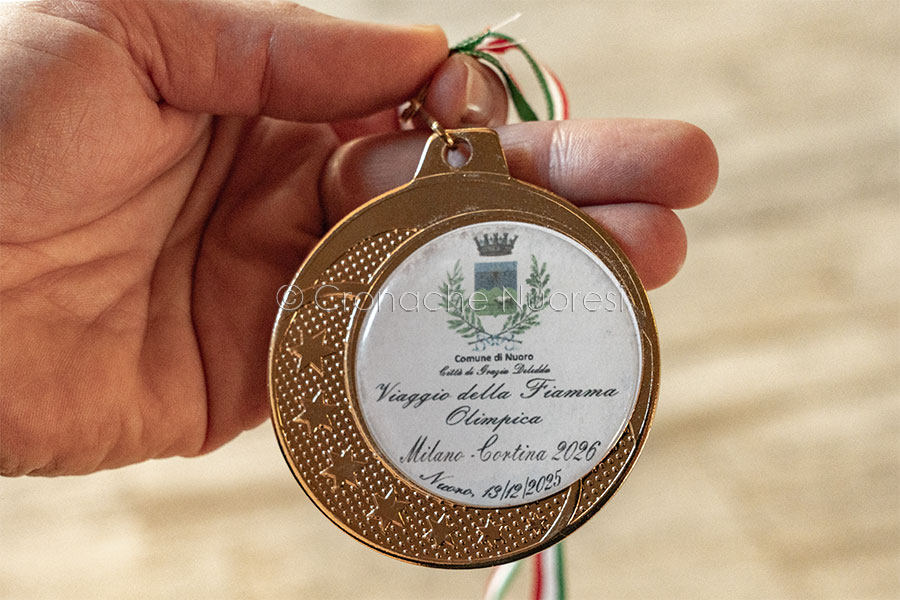 © Cronache Nuoresi
Comune di Nuoro
Città di Grazia Deledda
Viaggio della Fiamma
Olimpica
Milano-Cortina 2026
Nuoro, 13/12/2025